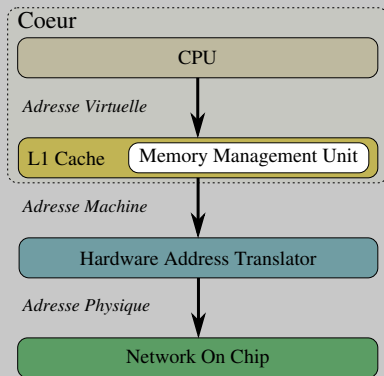 Coeur
CPU
Adresse Virtuelle
L1 Cache Memory Management Unit
Adresse Machine
Hardware Address Translator
Adresse Physique
Network On Chip